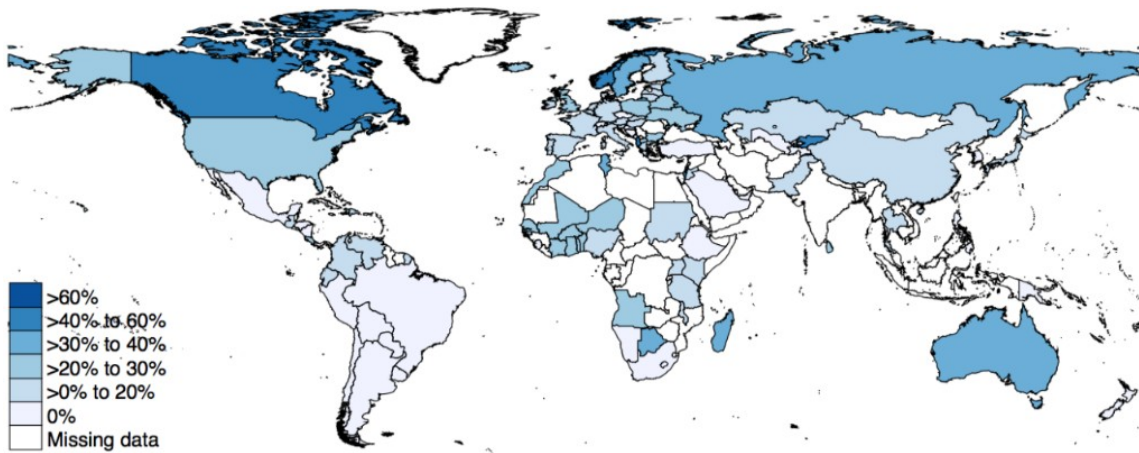 >60%
>40% to 60%
>30% to 40%
>20% to 30%
>0% to 20%
0%
Missing data